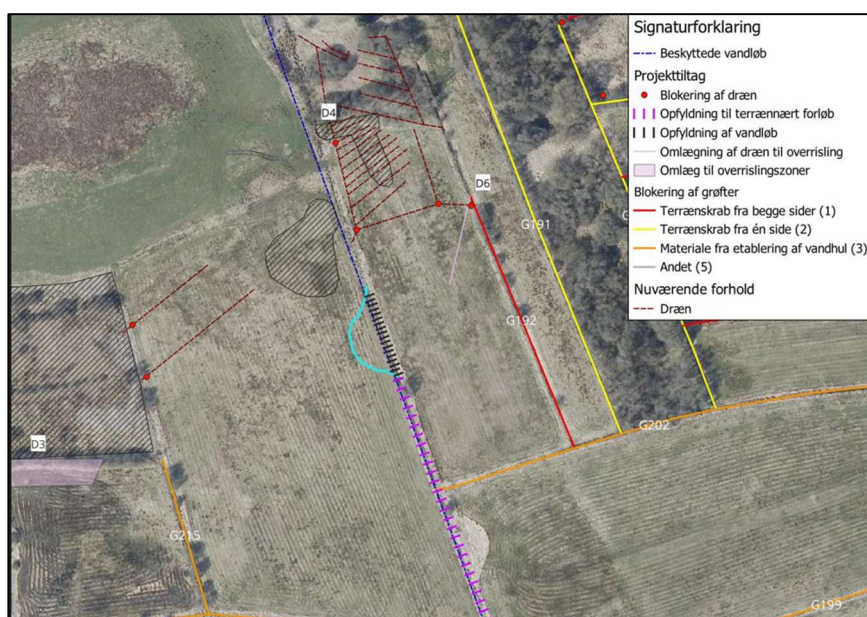 Signaturforklaring
Beskyttede vandløb
Projekttiltag
Blokering af dræn
Opfyldning til terrænnært forløb
Opfyldning af vandløb
Omlægning af dræn til overrisling
Omlæg til overrislingszoner
Blokering af grøfter
Terrænskrab fra begge sider (1)
Terrænskrab fra én side (2)
Materiale fra etablering af vandhul (3)
Andet (5)
Nuværende forhold
Dræn
D4
D6
G191
G192
G202
D3
G215
G199